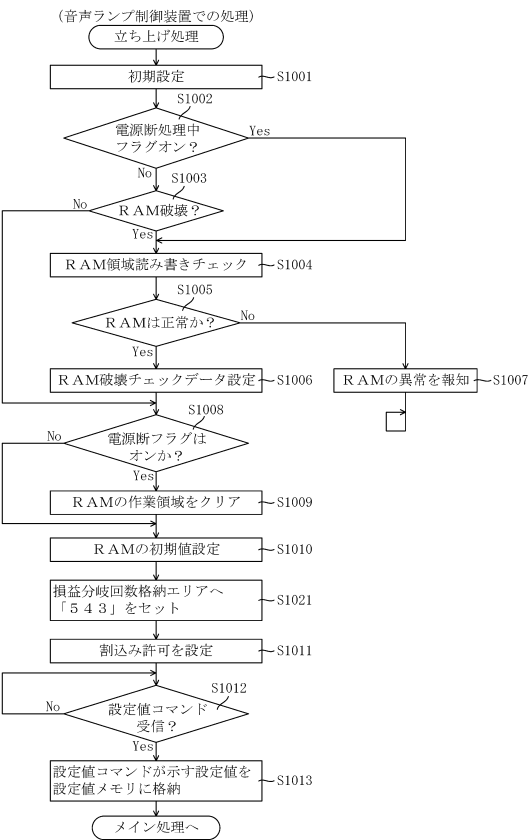 （音声ランプ制御装置での処理）
立ち上げ処理
初期設定
S1001
S1002
電源断処理中
フラグオン？
Yes
No
S1003
ＲＡＭ破壊？
No
Yes
ＲＡＭ領域読み書きチェック
S1004
S1005
ＲＡＭは正常か？
No
Yes
ＲＡＭ破壊チェックデータ設定
S1006
ＲＡＭの異常を報知
S1007
S1008
電源断フラグは
オンか？
No
Yes
ＲＡＭの作業領域をクリア
S1009
ＲＡＭの初期値設定
S1010
損益分岐回数格納エリアへ
「５４３」をセット
S1021
割込み許可を設定
S1011
S1012
設定値コマンド
受信？
No
Yes
設定値コマンドが示す設定値を
設定値メモリに格納
S1013
メイン処理へ